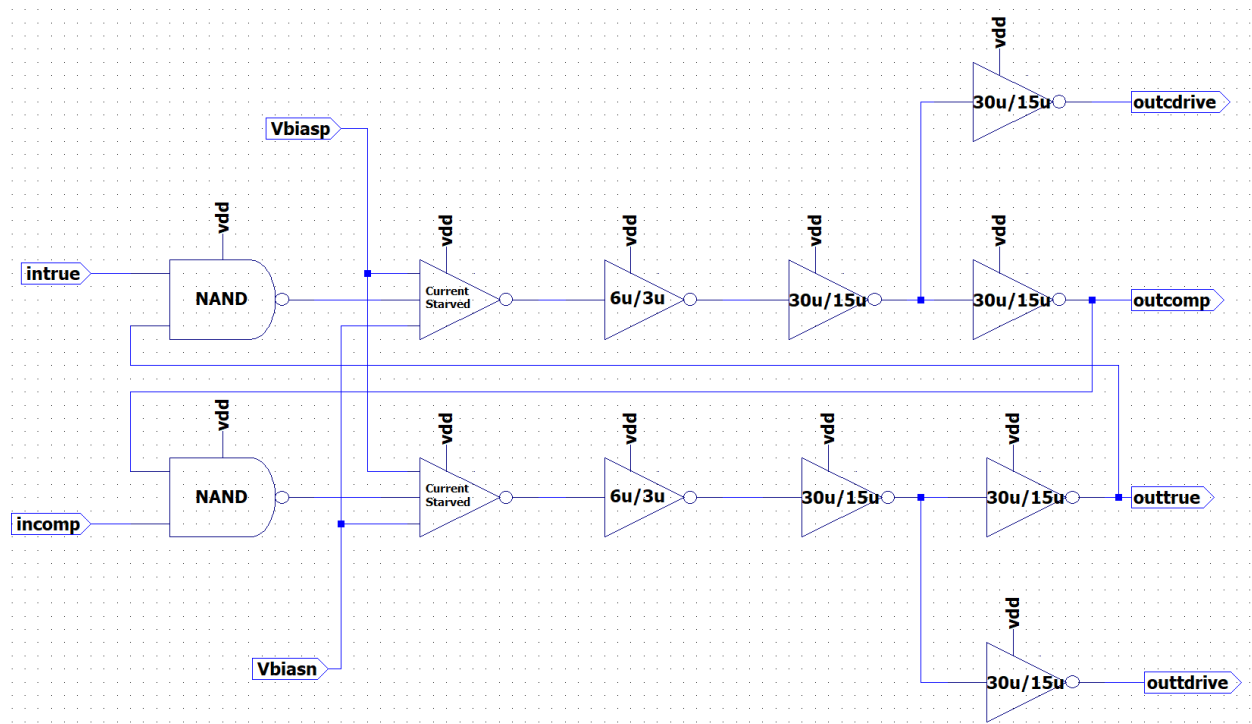 vdd
30u/15u
outcdrive
Vbiasp
vdd
vdd
vdd
vdd
vdd
intrue
NAND
Current
Starved
6u/3u
30u/15u
30u/15u
outcomp
vdd
vdd
vdd
vdd
vdd
NAND
Current
Starved
6u/3u
30u/15u
30u/15u
outtrue
incomp
vdd
Vbiasn
30u/15u
outtdrive